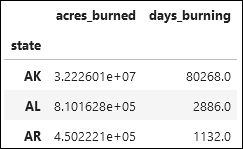 acres_burned days_burning
state
AK 3.222601e+07 80268.0
AL 8.101628e+05 2886.0
AR 4.502221e+05 1132.0